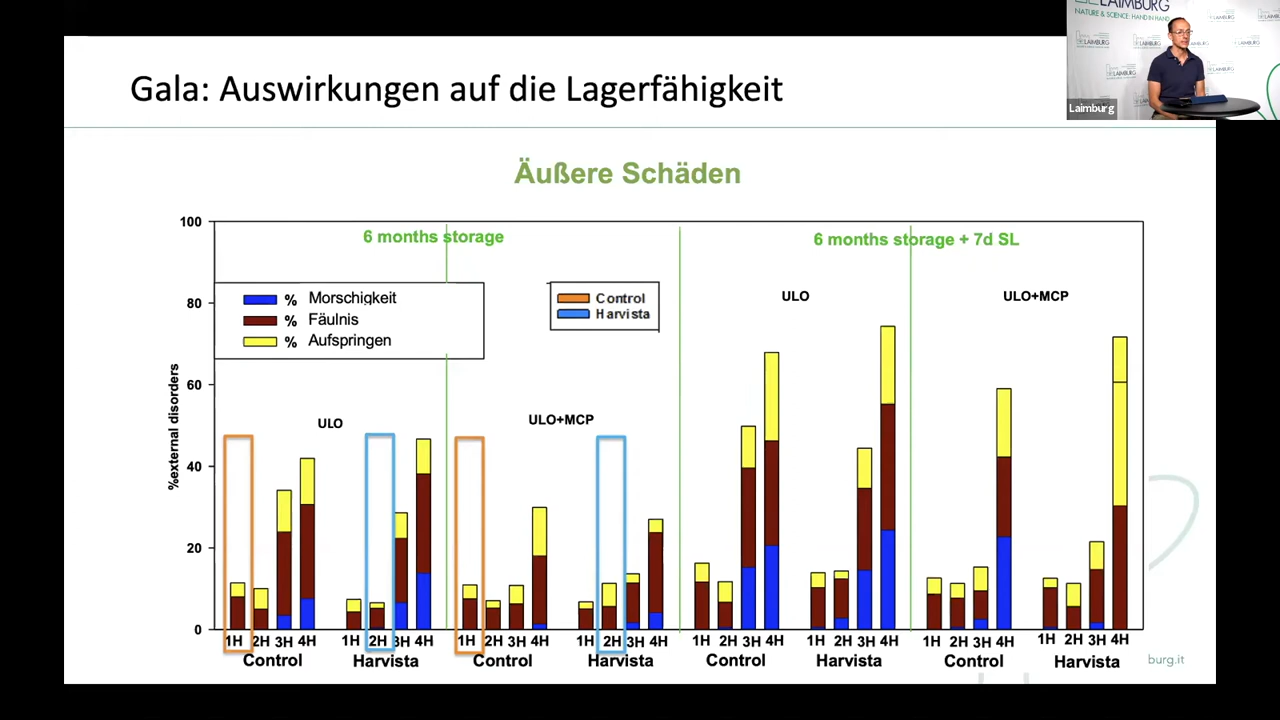 LAIMBURG
NATURE & SCIENCE: HAND IN HAND
LAIMBURG
LAIMBURG
LAIMBURG
Laimburg
Gala: Auswirkungen auf die Lagerfähigkeit
Äußere Schäden
100
80
60
40
20
0
%external disorders
6 months storage
6 months storage + 7d SL
% Morschigkeit
% Fäulnis
% Aufspringen
Control
Harvista
ULO
ULO+MCP
ULO
ULO+MCP
1H 2H 3H 4H 1H 2H 3H 4H 1H 2H 3H 4H 1H 2H 3H 4H 1H 2H 3H 4H 1H 2H 3H 4H 1H 2H 3H 4H 1H 2H 3H 4H
Control Harvista Control Harvista Control Harvista Control Harvista
burg.it